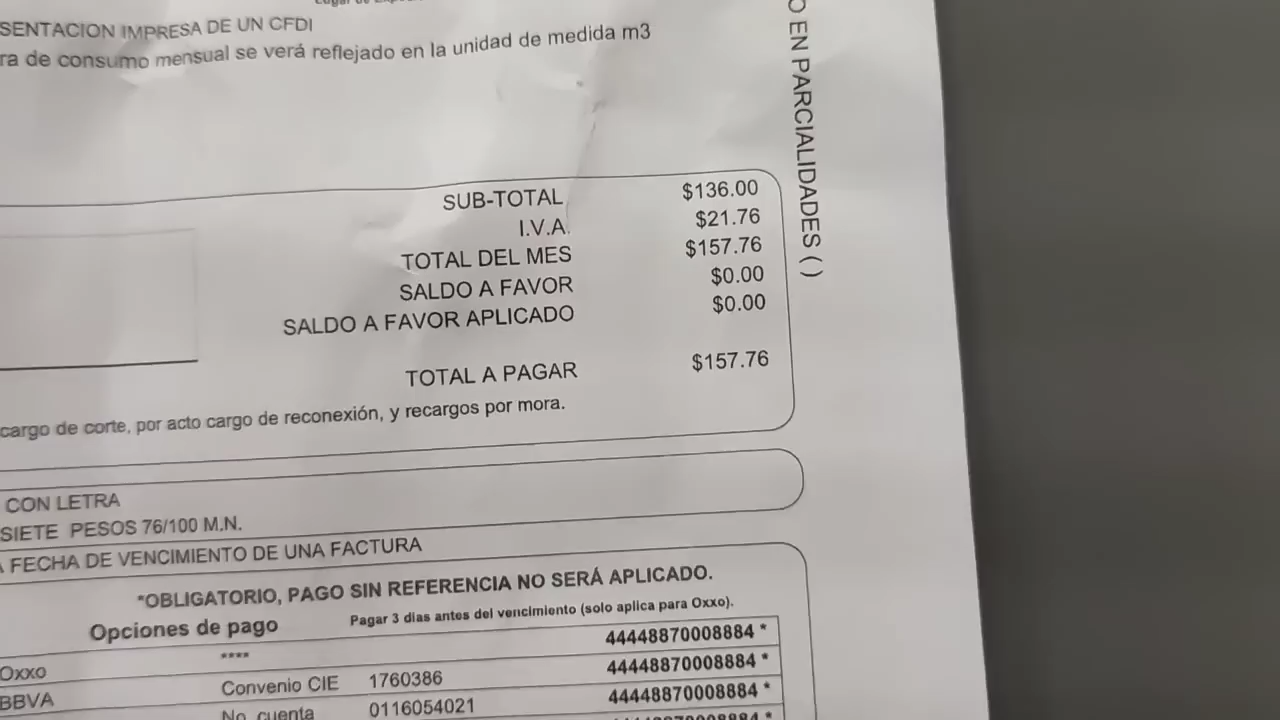 SENTACION IMPRESA DE UN CFDI
ra de consumo mensual se verá reflejado en la unidad de medida m3
O EN PARCIALIDADES ( )
SUB-TOTAL $136.00
I.V.A. $21.76
TOTAL DEL MES $157.76
SALDO A FAVOR $0.00
SALDO A FAVOR APLICADO $0.00
TOTAL A PAGAR $157.76
cargo de corte, por acto cargo de reconexión, y recargos por mora.
CON LETRA
SIETE PESOS 76/100 M.N.
A FECHA DE VENCIMIENTO DE UNA FACTURA
*OBLIGATORIO, PAGO SIN REFERENCIA NO SERÁ APLICADO.
Opciones de pago Pagar 3 dias antes del vencimiento (solo aplica para Oxxo).
Oxxo **** 44448870008884 *
BBVA Convenio CIE 1760386 44448870008884 *
No. cuenta 0116054021 44448870008884 *
44448870008884 *